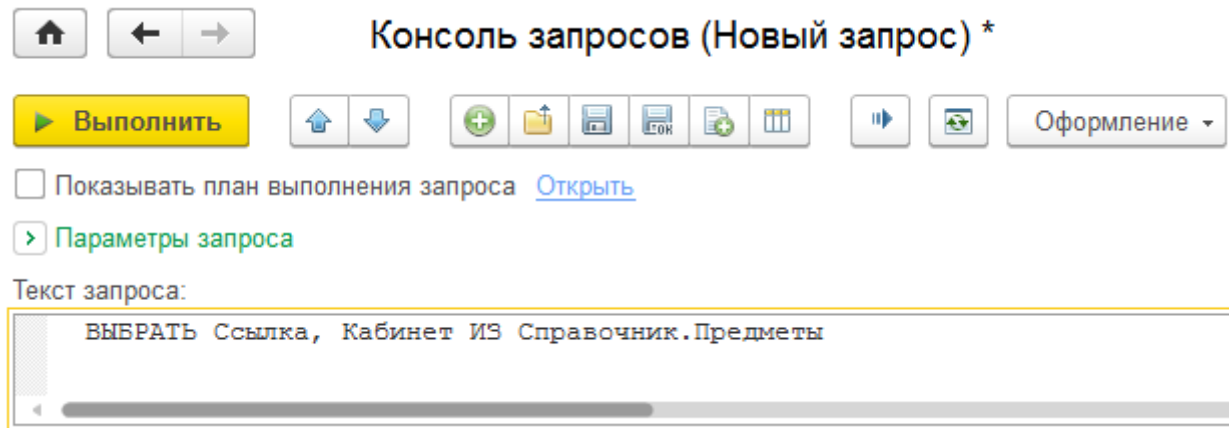 Консоль запросов (Новый запрос) *
Выполнить Оформление
Показывать план выполнения запроса Открыть
Параметры запроса
Текст запроса:
ВЫБРАТЬ Ссылка, Кабинет ИЗ Справочник.Предметы